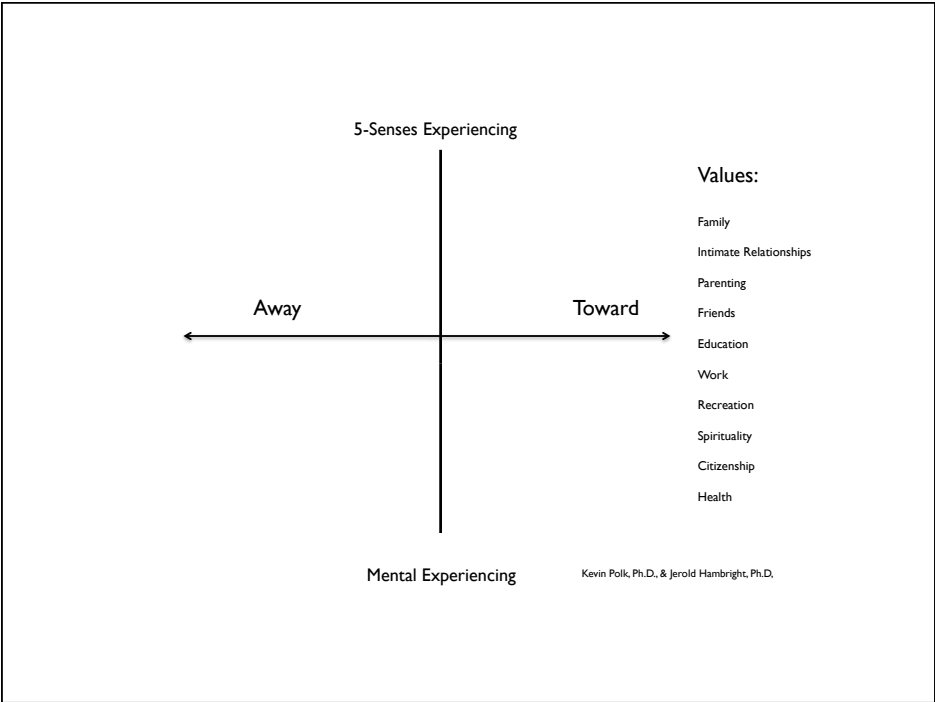 5-Senses Experiencing
Values:
Family
Intimate Relationships
Parenting
Away
Toward
Friends
Education
Work
Recreation
Spirituality
Citizenship
Health
Mental Experiencing
Kevin Polk, Ph.D., & Jerold Hambright, Ph.D,